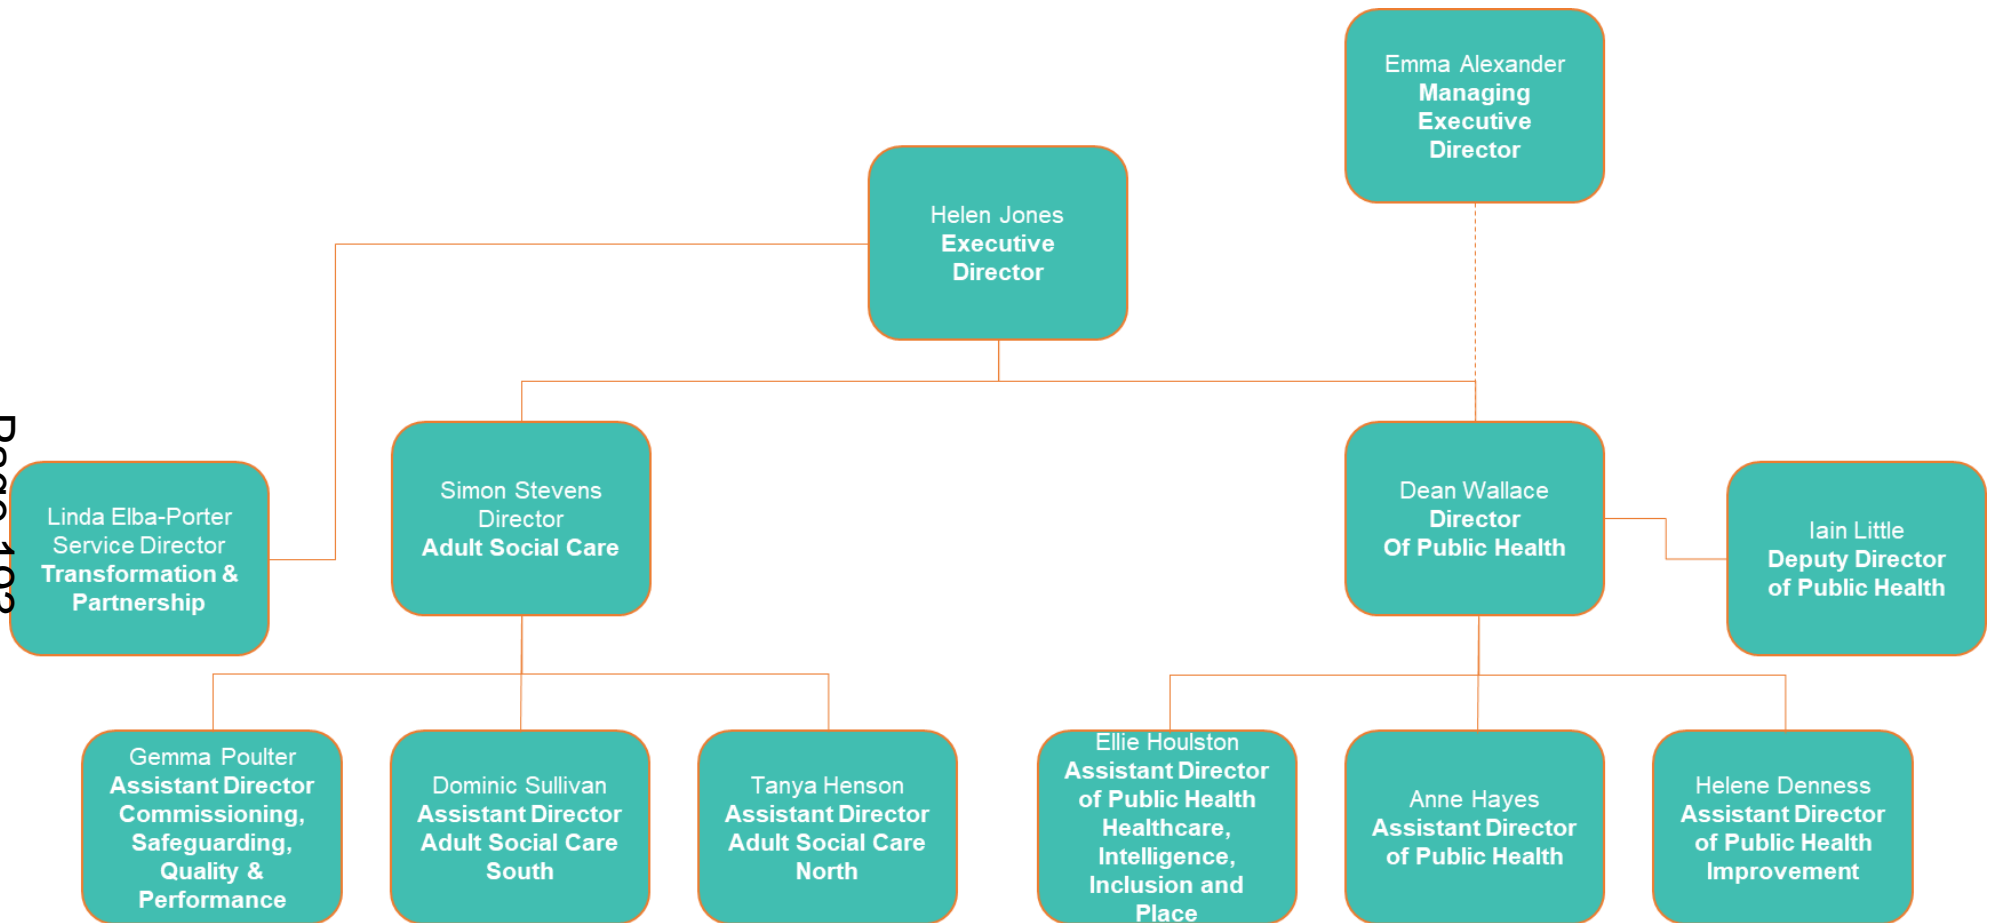 Emma Alexander
Managing
Executive
Director
Helen Jones
Executive
Director
Linda Elba-Porter
Service Director
Transformation &
Partnership
Simon Stevens
Director
Adult Social Care
Dean Wallace
Director
Of Public Health
Iain Little
Deputy Director
of Public Health
Gemma Poulter
Assistant Director
Commissioning,
Safeguarding,
Quality &
Performance
Dominic Sullivan
Assistant Director
Adult Social Care
South
Tanya Henson
Assistant Director
Adult Social Care
North
Ellie Houlston
Assistant Director
of Public Health
Healthcare,
Intelligence,
Inclusion and
Place
Anne Hayes
Assistant Director
of Public Health
Helene Denness
Assistant Director
of Public Health
Improvement